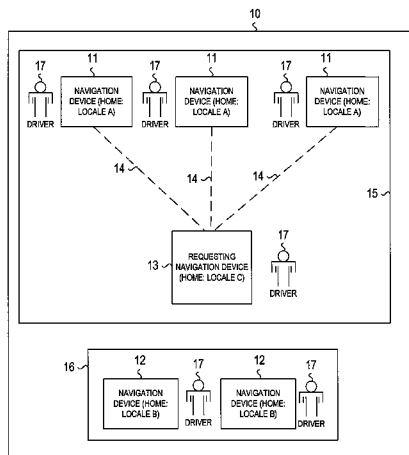 10
17
11
17
11
17
11
NAVIGATION
DEVICE (HOME:
LOCALE A)
NAVIGATION
DEVICE (HOME:
LOCALE A)
NAVIGATION
DEVICE (HOME:
LOCALE A)
DRIVER
DRIVER
DRIVER
14
14
14
15
17
13
REQUESTING
NAVIGATION DEVICE
(HOME: LOCALE C)
DRIVER
12
17
12
17
16
NAVIGATION
DEVICE (HOME:
LOCALE B)
NAVIGATION
DEVICE (HOME:
LOCALE B)
DRIVER
DRIVER